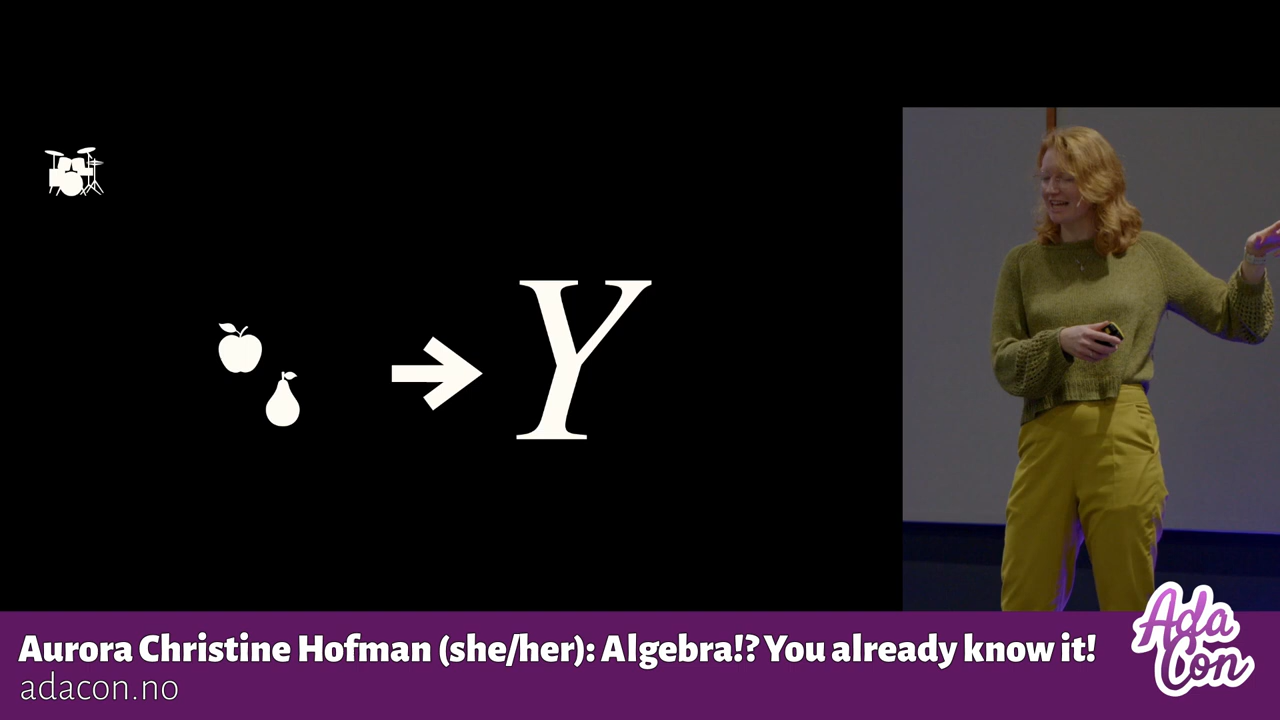 Y
Aurora Christine Hofman (she/her): Algebra!? You already know it!
adacon.no
Ada
Con